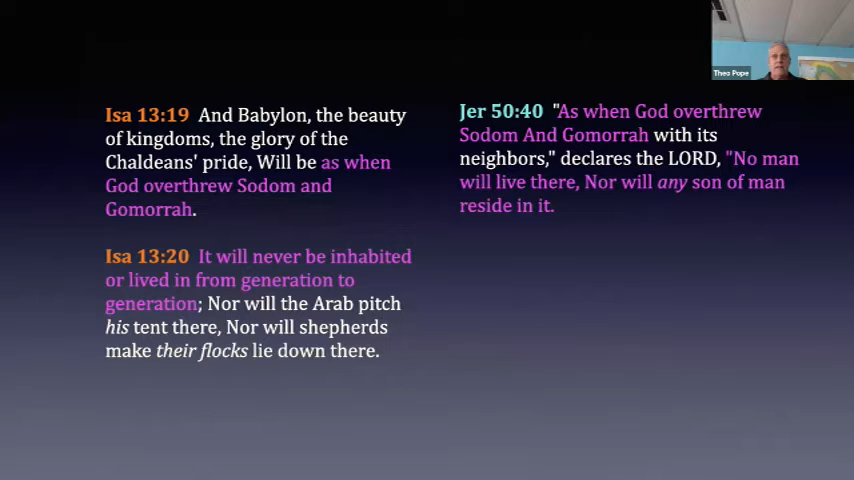 Theo Pope
Isa 13:19 And Babylon, the beauty
of kingdoms, the glory of the
Chaldeans' pride, Will be as when
God overthrew Sodom and
Gomorrah.
Isa 13:20 It will never be inhabited
or lived in from generation to
generation; Nor will the Arab pitch
his tent there, Nor will shepherds
make their flocks lie down there.
Jer 50:40 "As when God overthrew
Sodom And Gomorrah with its
neighbors," declares the LORD, "No man
will live there, Nor will any son of man
reside in it.